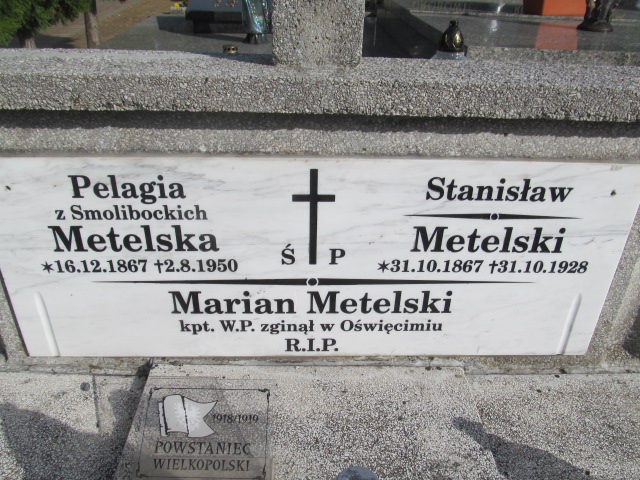 Pelagia
z Smolibockich
Metelska
*16.12.1867 †2.8.1950
Ś P
Stanisław
Metelski
*31.10.1867 †31.10.1928
Marian Metelski
kpt. W.P. zginął w Oświęcimiu
R.I.P.
1918/1919
POWSTANIEC
WIELKOPOLSKI